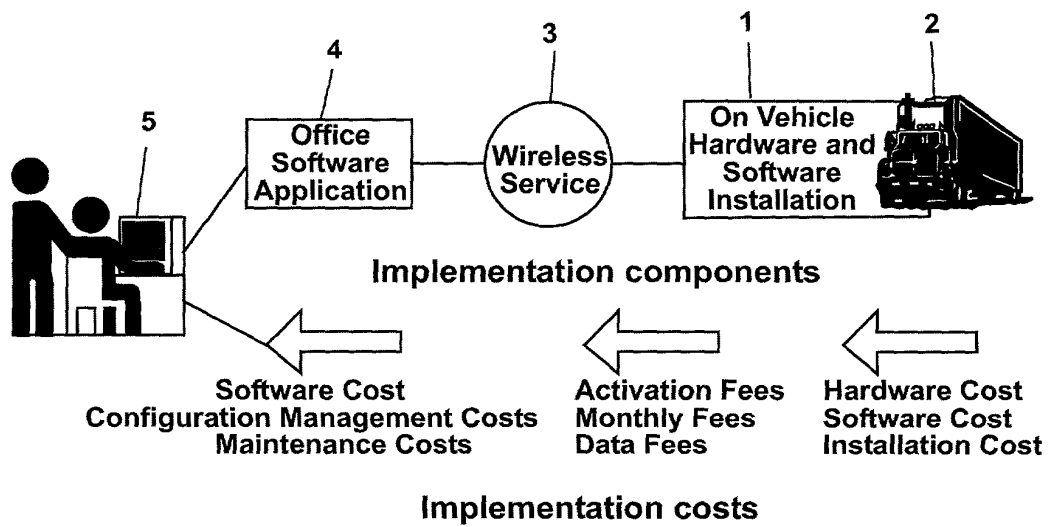 1
2
3
4
5
Office
Software
Application
Wireless
Service
On Vehicle
Hardware and
Software
Installation
Implementation components
Software Cost
Configuration Management Costs
Maintenance Costs
Activation Fees
Monthly Fees
Data Fees
Hardware Cost
Software Cost
Installation Cost
Implementation costs